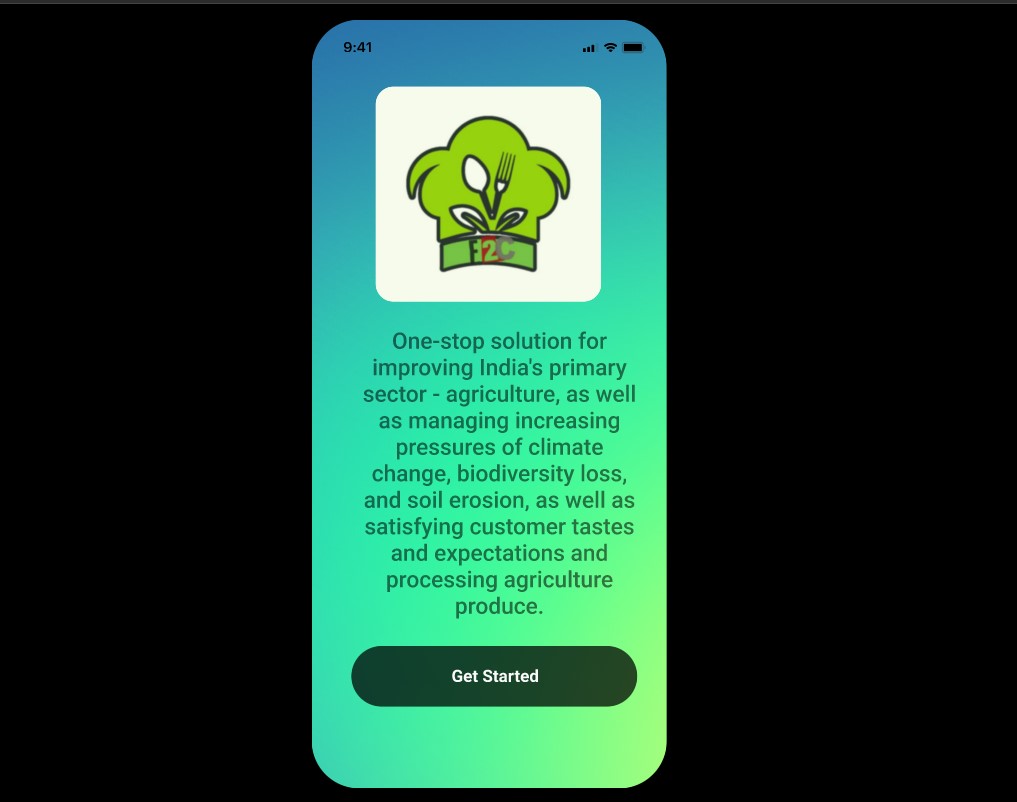 9:41
F2C
One-stop solution for
improving India's primary
sector - agriculture, as well
as managing increasing
pressures of climate
change, biodiversity loss,
and soil erosion, as well as
satisfying customer tastes
and expectations and
processing agriculture
produce.
Get Started